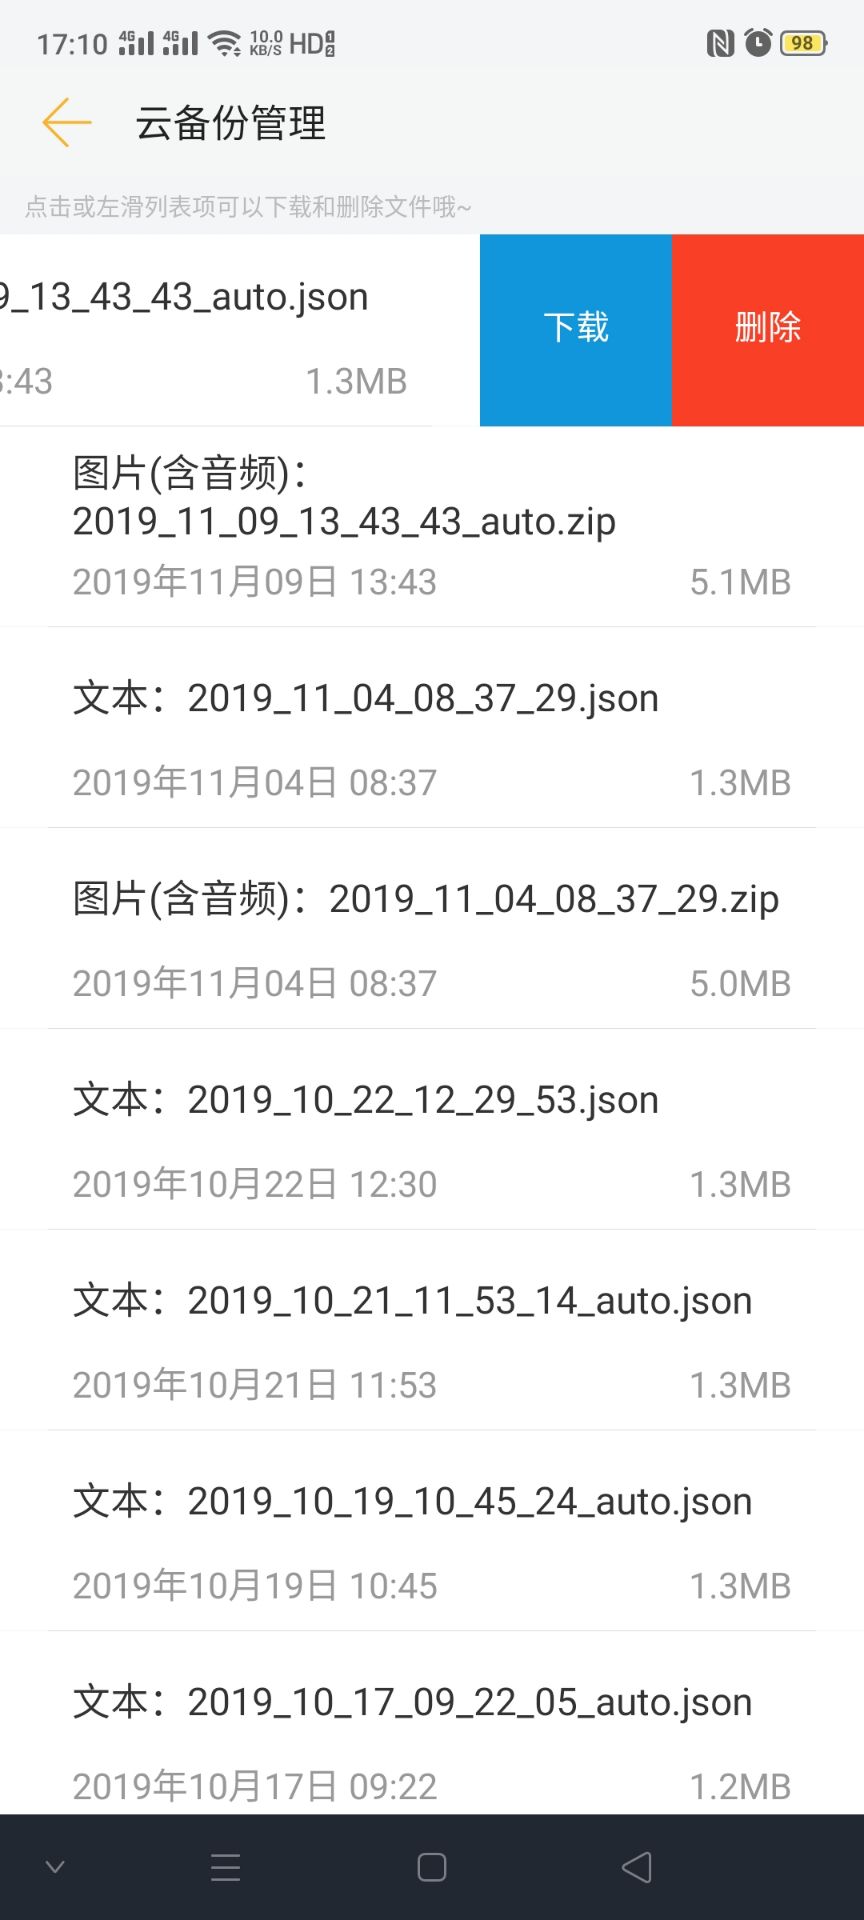 17:10 4G 4G 10.0 KB/S HD 1 2 98
云备份管理
点击或左滑列表项可以下载和删除文件哦~
9_13_43_43_auto.json
下载 删除
3:43 1.3MB
图片(含音频)：
2019_11_09_13_43_43_auto.zip
2019年11月09日 13:43 5.1MB
文本：2019_11_04_08_37_29.json
2019年11月04日 08:37 1.3MB
图片(含音频)：2019_11_04_08_37_29.zip
2019年11月04日 08:37 5.0MB
文本：2019_10_22_12_29_53.json
2019年10月22日 12:30 1.3MB
文本：2019_10_21_11_53_14_auto.json
2019年10月21日 11:53 1.3MB
文本：2019_10_19_10_45_24_auto.json
2019年10月19日 10:45 1.3MB
文本：2019_10_17_09_22_05_auto.json
2019年10月17日 09:22 1.2MB